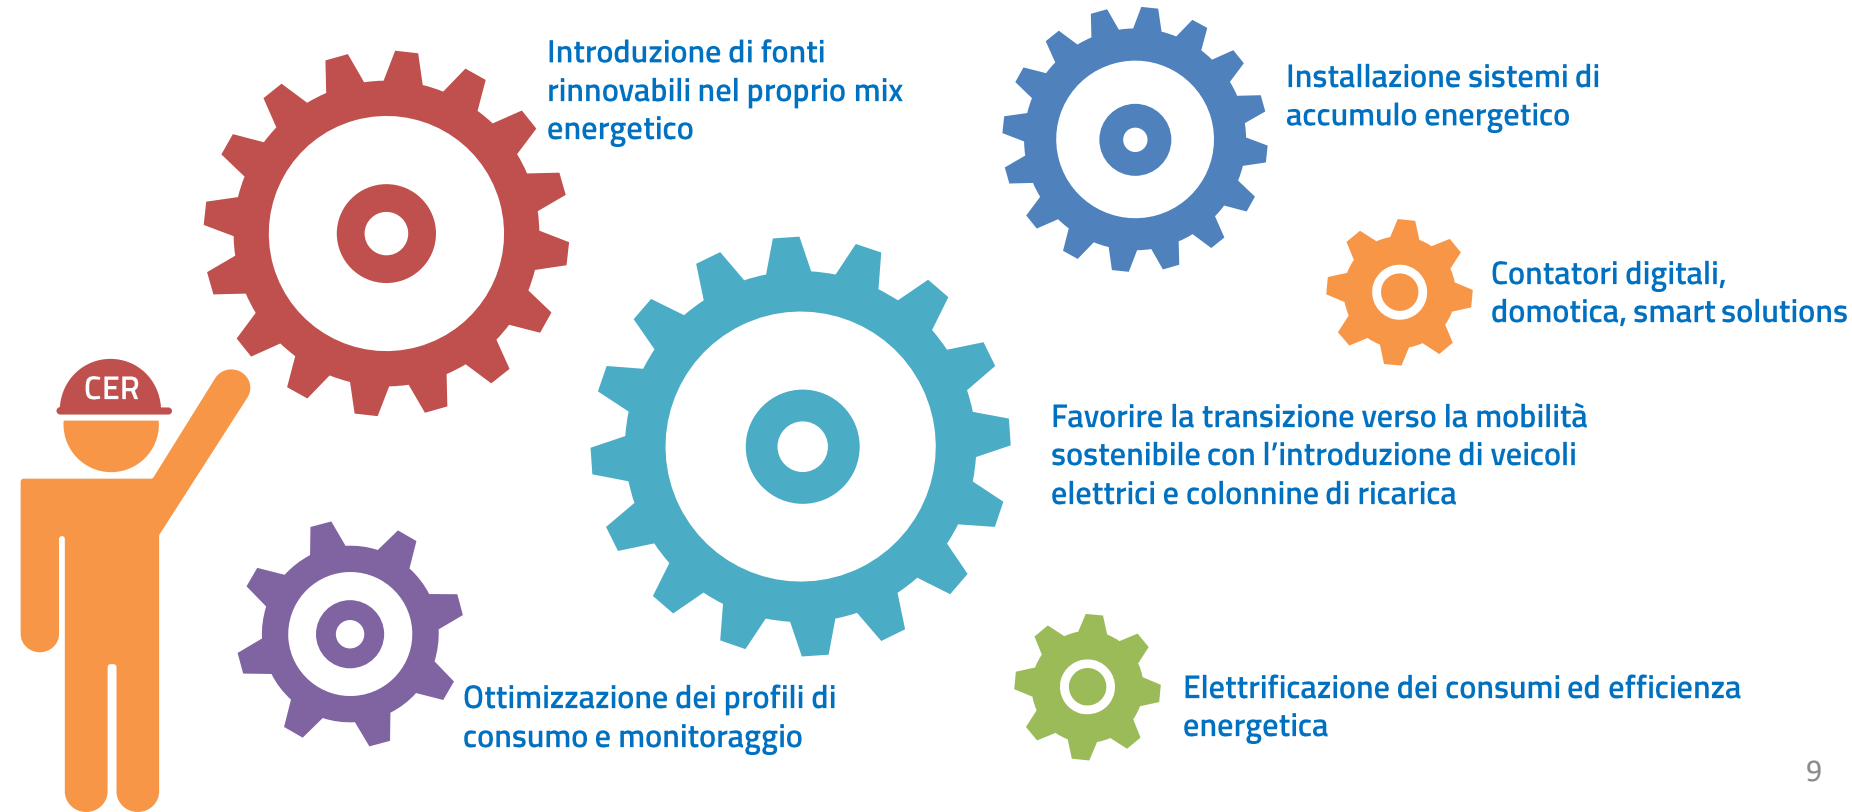 Introduzione di fonti
rinnovabili nel proprio mix
energetico
Installazione sistemi di
accumulo energetico
Contatori digitali,
domotica, smart solutions
CER
Favorire la transizione verso la mobilità
sostenibile con l’introduzione di veicoli
elettrici e colonnine di ricarica
Ottimizzazione dei profili di
consumo e monitoraggio
Elettrificazione dei consumi ed efficienza
energetica
9